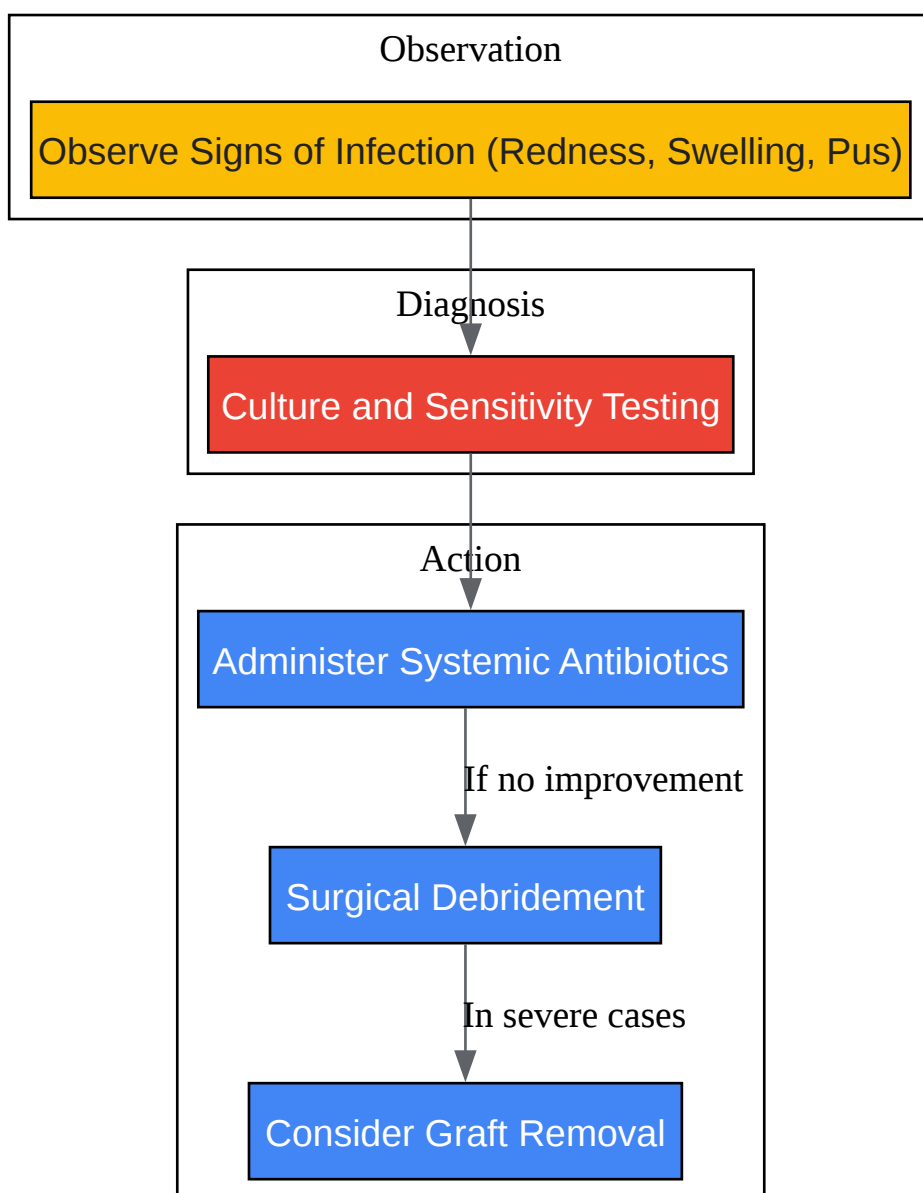 Observation
Observe Signs of Infection (Redness, Swelling, Pus)
Diagnosis
Culture and Sensitivity Testing
Action
Administer Systemic Antibiotics
If no improvement
Surgical Debridement
In severe cases
Consider Graft Removal